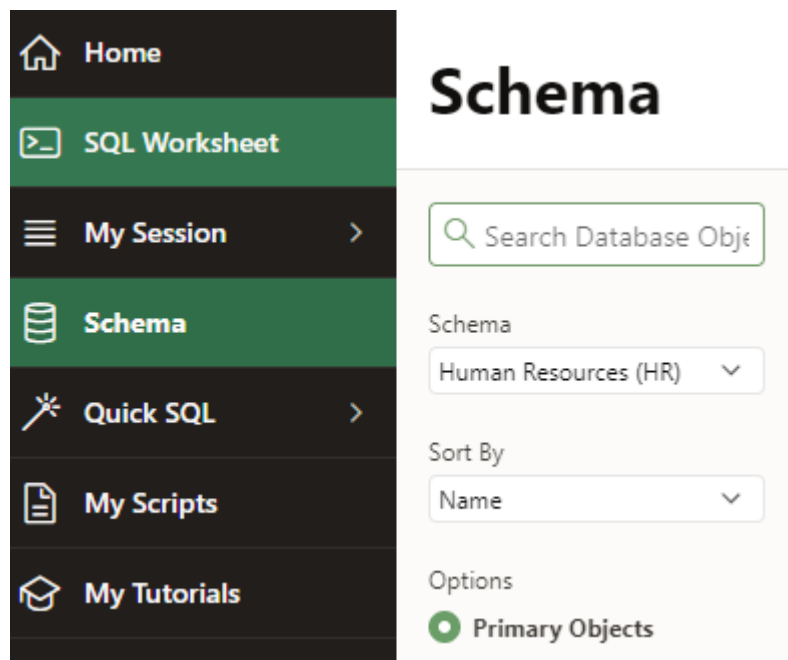 Home
SQL Worksheet
My Session
Schema
Quick SQL
My Scripts
My Tutorials
Schema
Search Database Obje
Schema
Human Resources (HR)
Sort By
Name
Options
Primary Objects